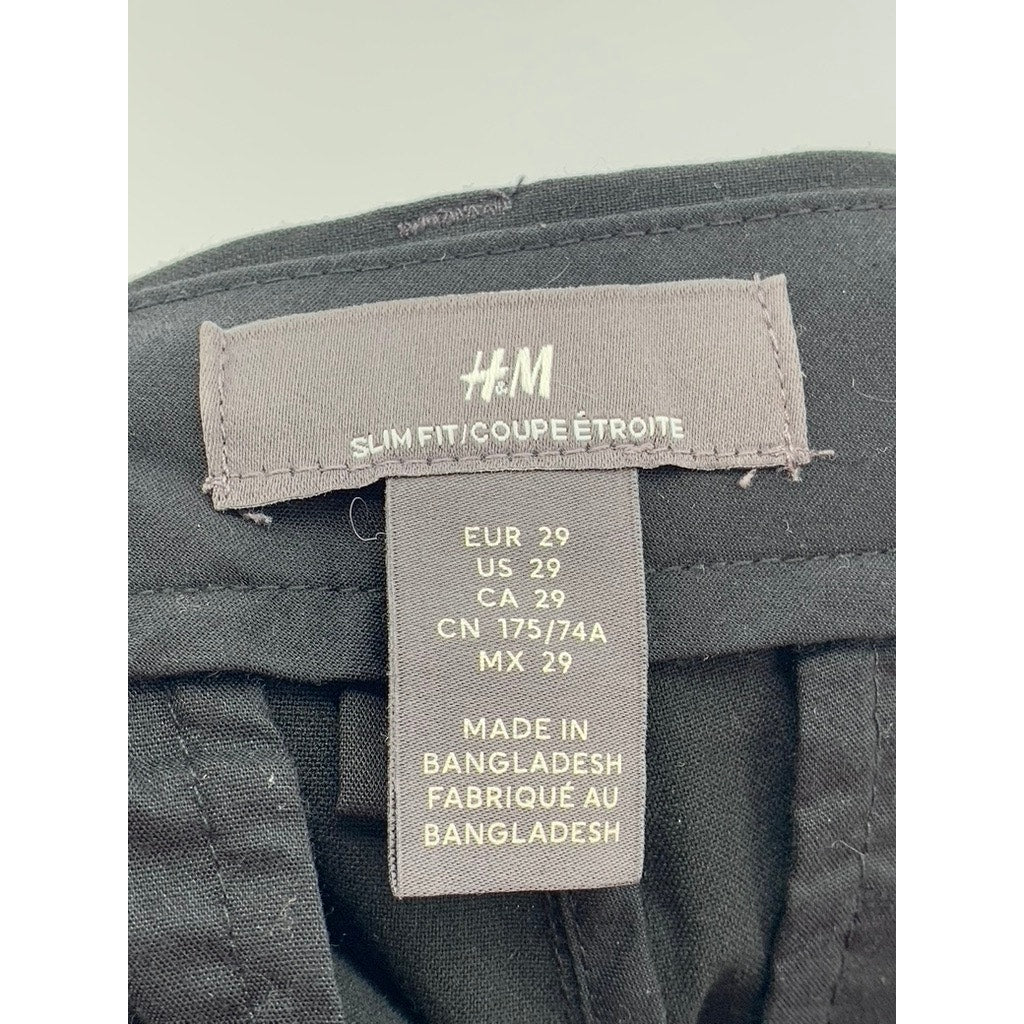 H&M
SLIM FIT/COUPE ÉTROITE
EUR 29
US 29
CA 29
CN 175/74A
MX 29
MADE IN
BANGLADESH
FABRIQUÉ AU
BANGLADESH